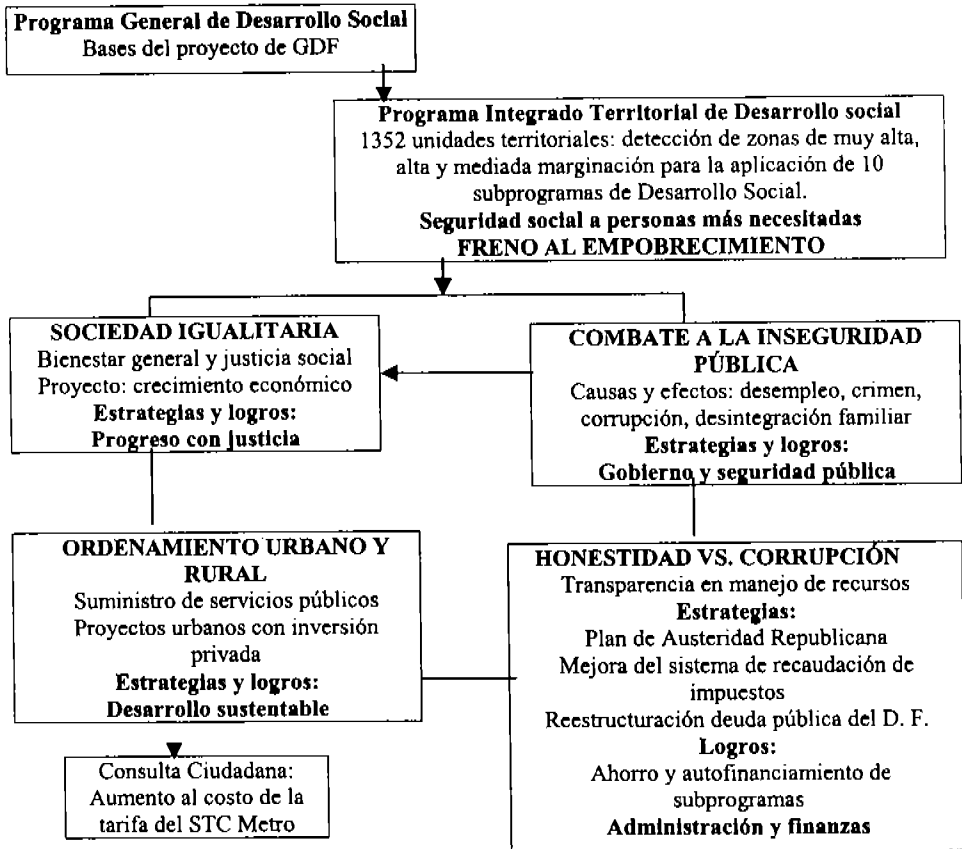 Programa General de Desarrollo Social
Bases del proyecto de GDF
Programa Integrado Territorial de Desarrollo social
1352 unidades territoriales: detección de zonas de muy alta,
alta y mediada marginación para la aplicación de 10
subprogramas de Desarrollo Social.
Seguridad social a personas más necesitadas
FRENO AL EMPOBRECIMIENTO
SOCIEDAD IGUALITARIA
Bienestar general y justicia social
Proyecto: crecimiento económico
Estrategias y logros:
Progreso con justicia
COMBATE A LA INSEGURIDAD
PÚBLICA
Causas y efectos: desempleo, crimen,
corrupción, desintegración familiar
Estrategias y logros:
Gobierno y seguridad pública
ORDENAMIENTO URBANO Y
RURAL
Suministro de servicios públicos
Proyectos urbanos con inversión
privada
Estrategias y logros:
Desarrollo sustentable
HONESTIDAD VS. CORRUPCIÓN
Transparencia en manejo de recursos
Estrategias:
Plan de Austeridad Republicana
Mejora del sistema de recaudación de
impuestos
Reestructuración deuda pública del D. F.
Logros:
Ahorro y autofinanciamiento de
subprogramas
Administración y finanzas
Consulta Ciudadana:
Aumento al costo de la
tarifa del STC Metro